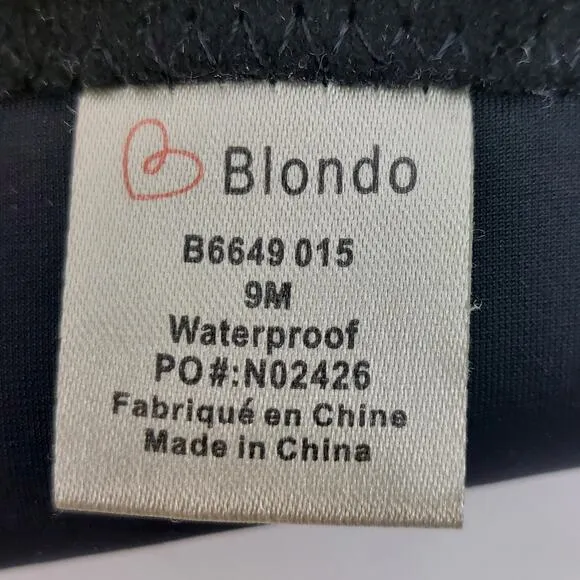 Blondo
B6649 015
9M
Waterproof
PO#:N02426
Fabriqué en Chine
Made in China